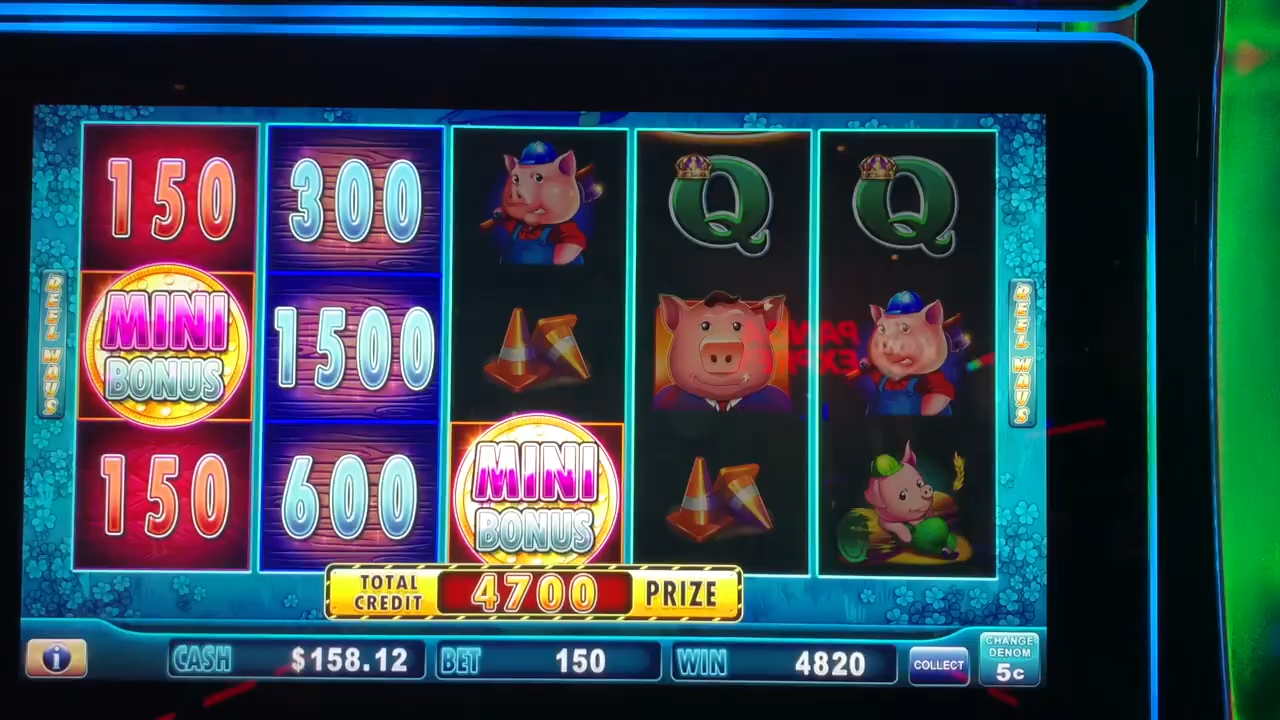 150
300
Q
Q
MINI
BONUS
1500
REEL WAYS
REEL WAYS
150
600
MINI
BONUS
TOTAL
CREDIT
4700
PRIZE
i
CASH
$158.12
BET
150
WIN
4820
COLLECT
CHANGE
DENOM
5¢